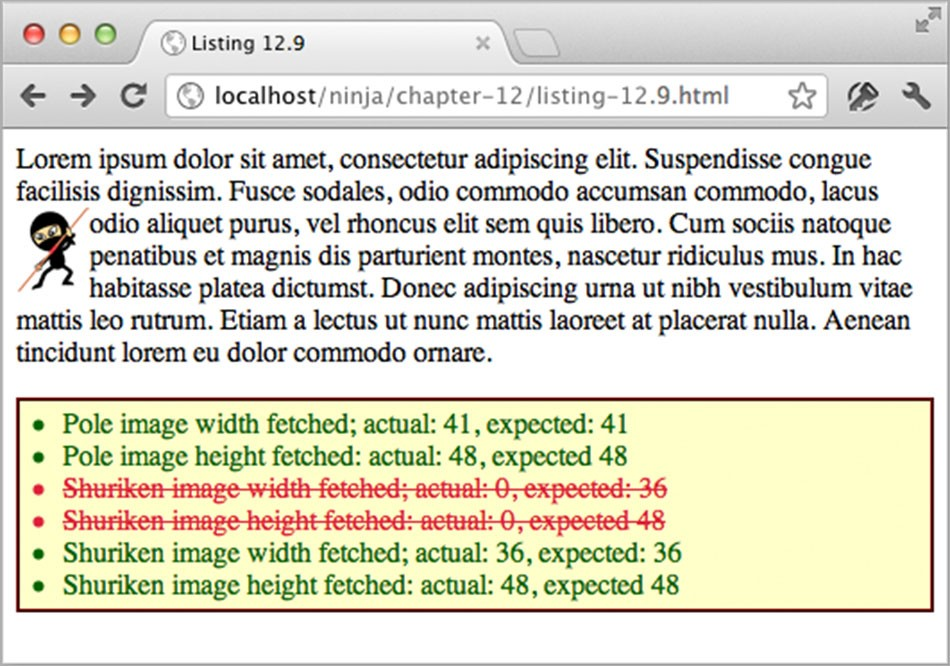 Listing 12.9
localhost/ninja/chapter-12/listing-12.9.html
Lorem ipsum dolor sit amet, consectetur adipiscing elit. Suspendisse congue
facilisis dignissim. Fusce sodales, odio commodo accumsan commodo, lacus
odio aliquet purus, vel rhoncus elit sem quis libero. Cum sociis natoque
penatibus et magnis dis parturient montes, nascetur ridiculus mus. In hac
habitasse platea dictumst. Donec adipiscing urna ut nibh vestibulum vitae
mattis leo rutrum. Etiam a lectus ut nunc mattis laoreet at placerat nulla. Aenean
tincidunt lorem eu dolor commodo ornare.
Pole image width fetched; actual: 41, expected: 41
Pole image height fetched: actual: 48, expected 48
Shuriken image width fetched; actual: 0, expected: 36
Shuriken image height fetched: actual: 0, expected 48
Shuriken image width fetched; actual: 36, expected: 36
Shuriken image height fetched: actual: 48, expected 48